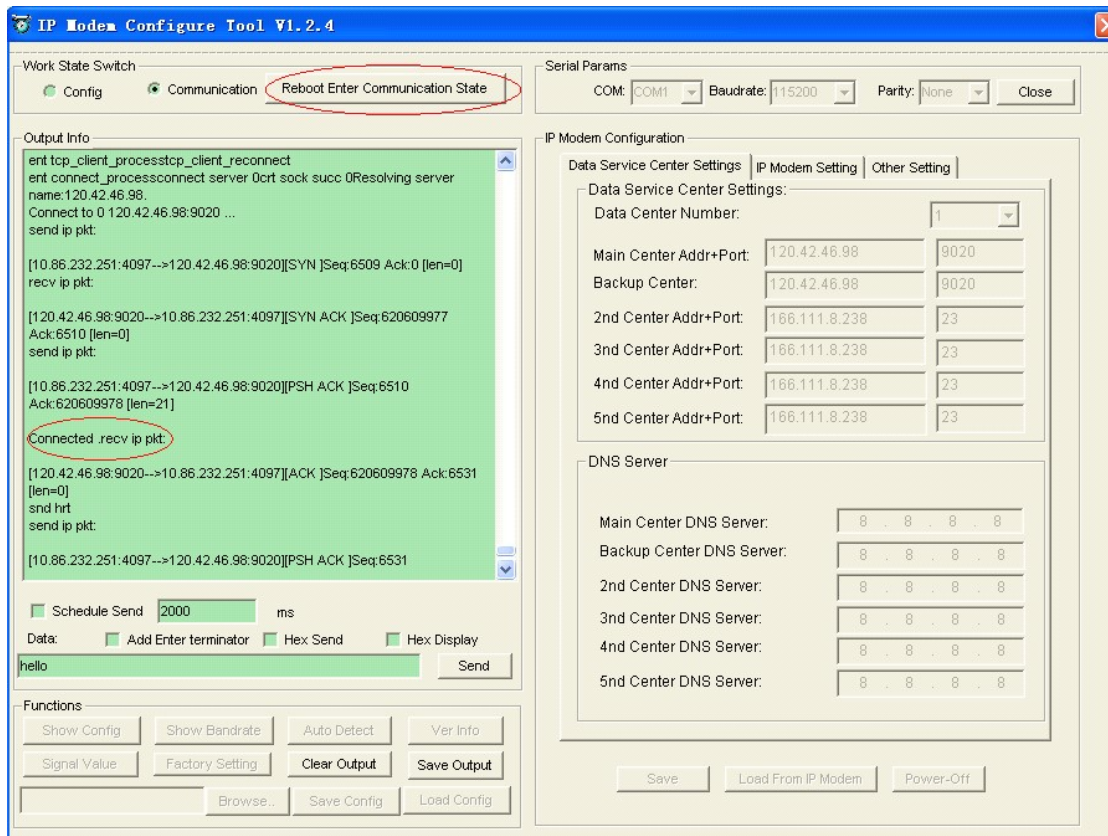 IP Modem Configure Tool V1.2.4
Work State Switch
Config
Communication
Reboot Enter Communication State
Serial Params
COM: COM1
Baudrate: 115200
Parity: None
Close
Output Info
ent tcp_client_processtcp_client_reconnect
ent connect_processconnect server 0crt sock succ 0Resolving server
name:120.42.46.98.
Connect to 0 120.42.46.98:9020 ...
send ip pkt:
[10.86.232.251:4097-->120.42.46.98:9020][SYN ]Seq:6509 Ack:0 [len=0]
recv ip pkt:
[120.42.46.98:9020-->10.86.232.251:4097][SYN ACK ]Seq:620609977
Ack:6510 [len=0]
send ip pkt:
[10.86.232.251:4097-->120.42.46.98:9020][PSH ACK ]Seq:6510
Ack:620609978 [len=21]
Connected .recv ip pkt:
[120.42.46.98:9020-->10.86.232.251:4097][ACK ]Seq:620609978 Ack:6531
[len=0]
snd hrt
send ip pkt:
[10.86.232.251:4097-->120.42.46.98:9020][PSH ACK ]Seq:6531
Schedule Send 2000 ms
Data: Add Enter terminator Hex Send Hex Display
hello
Send
Functions
Show Config Show Bandrate Auto Detect Ver Info
Signal Value Factory Setting Clear Output Save Output
Browse.. Save Config Load Config
IP Modem Configuration
Data Service Center Settings IP Modem Setting Other Setting
Data Service Center Settings:
Data Center Number: 1
Main Center Addr+Port: 120.42.46.98 9020
Backup Center: 120.42.46.98 9020
2nd Center Addr+Port: 166.111.8.238 23
3nd Center Addr+Port: 166.111.8.238 23
4nd Center Addr+Port: 166.111.8.238 23
5nd Center Addr+Port: 166.111.8.238 23
DNS Server
Main Center DNS Server: 8 . 8 . 8 . 8
Backup Center DNS Server: 8 . 8 . 8 . 8
2nd Center DNS Server: 8 . 8 . 8 . 8
3nd Center DNS Server: 8 . 8 . 8 . 8
4nd Center DNS Server: 8 . 8 . 8 . 8
5nd Center DNS Server: 8 . 8 . 8 . 8
Save Load From IP Modem Power-Off